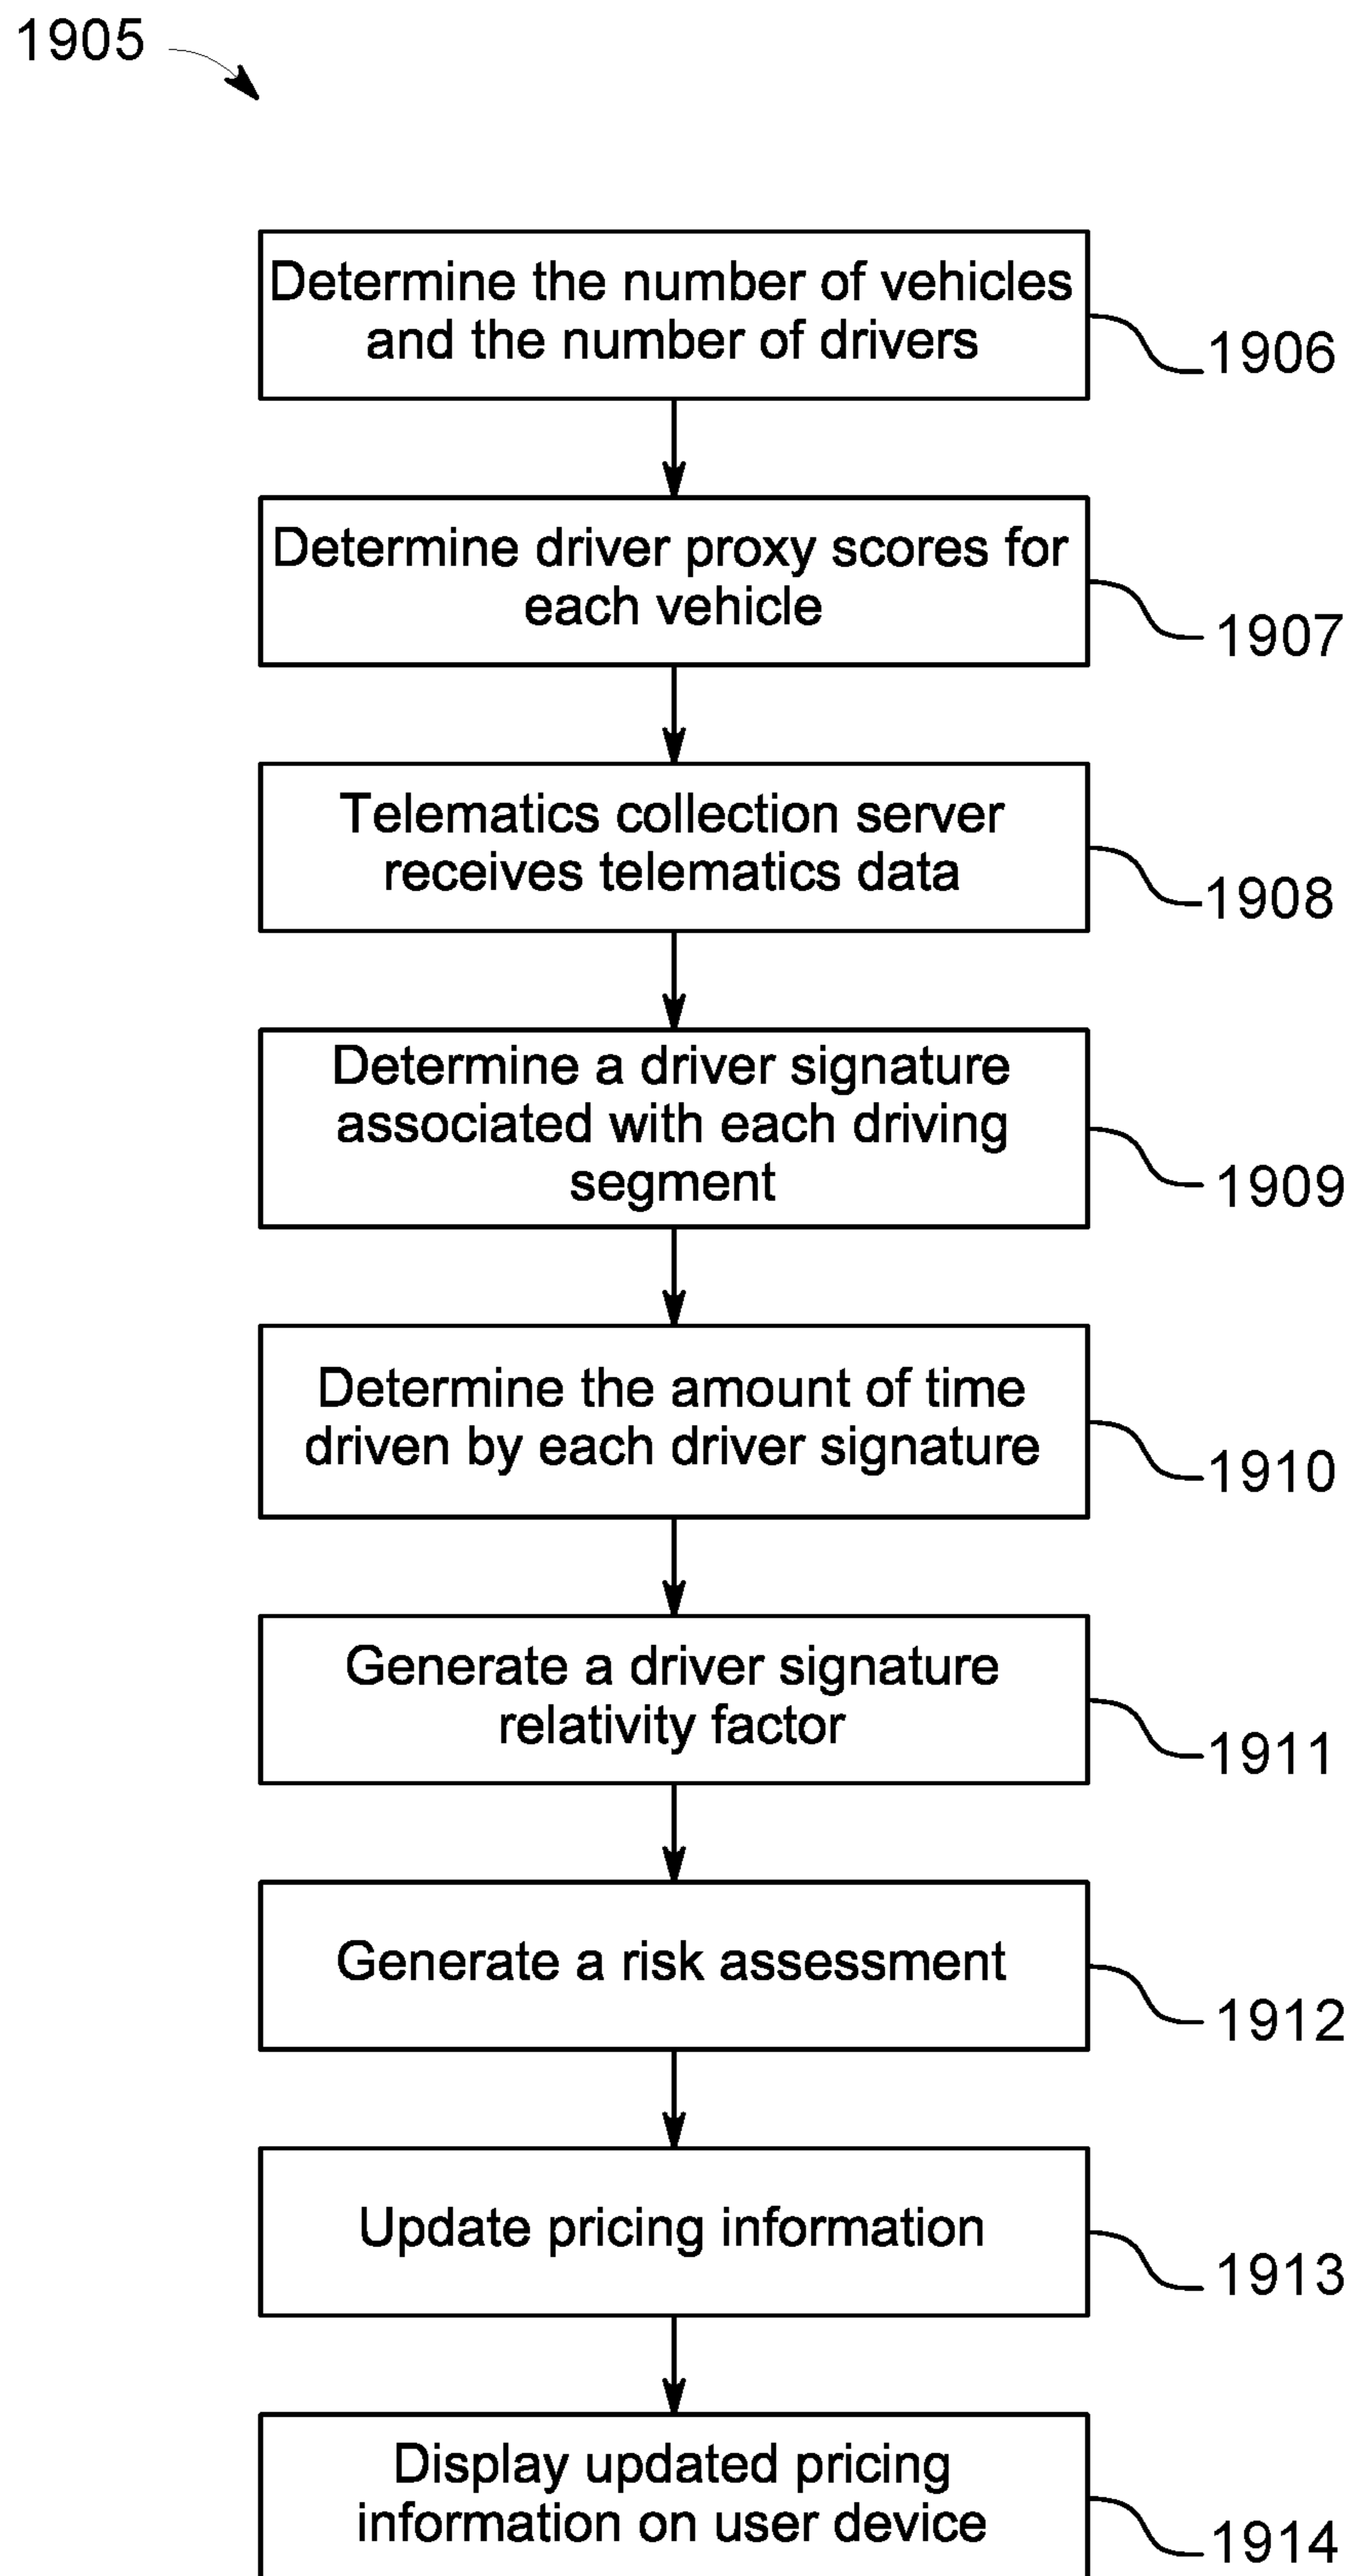 1905
Determine the number of vehicles
and the number of drivers
1906
Determine driver proxy scores for
each vehicle
1907
Telematics collection server
receives telematics data
1908
Determine a driver signature
associated with each driving
segment
1909
Determine the amount of time
driven by each driver signature
1910
Generate a driver signature
relativity factor
1911
Generate a risk assessment
1912
Update pricing information
1913
Display updated pricing
information on user device
1914